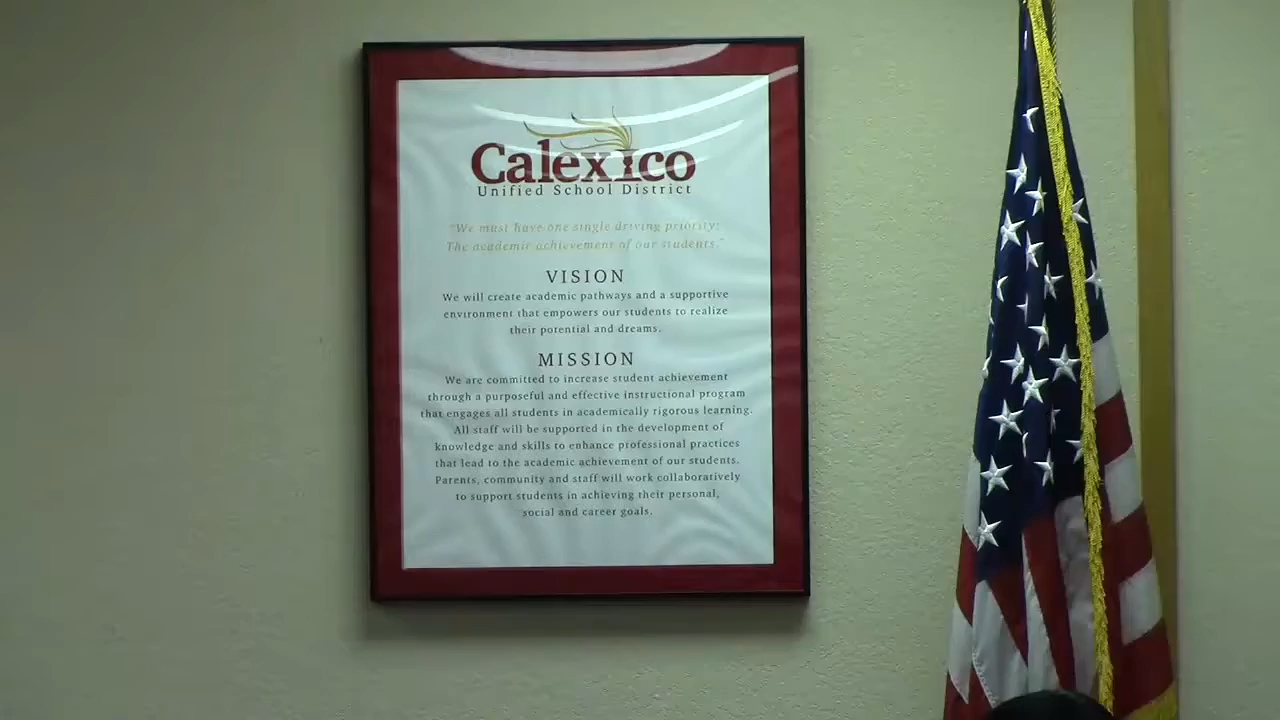 Calexico
Unified School District
"We must have one single driving priority:
The academic achievement of our students."
VISION
We will create academic pathways and a supportive
environment that empowers our students to realize
their potential and dreams.
MISSION
We are committed to increase student achievement
through a purposeful and effective instructional program
that engages all students in academically rigorous learning.
All staff will be supported in the development of
knowledge and skills to enhance professional practices
that lead to the academic achievement of our students.
Parents, community and staff will work collaboratively
to support students in achieving their personal,
social and career goals.